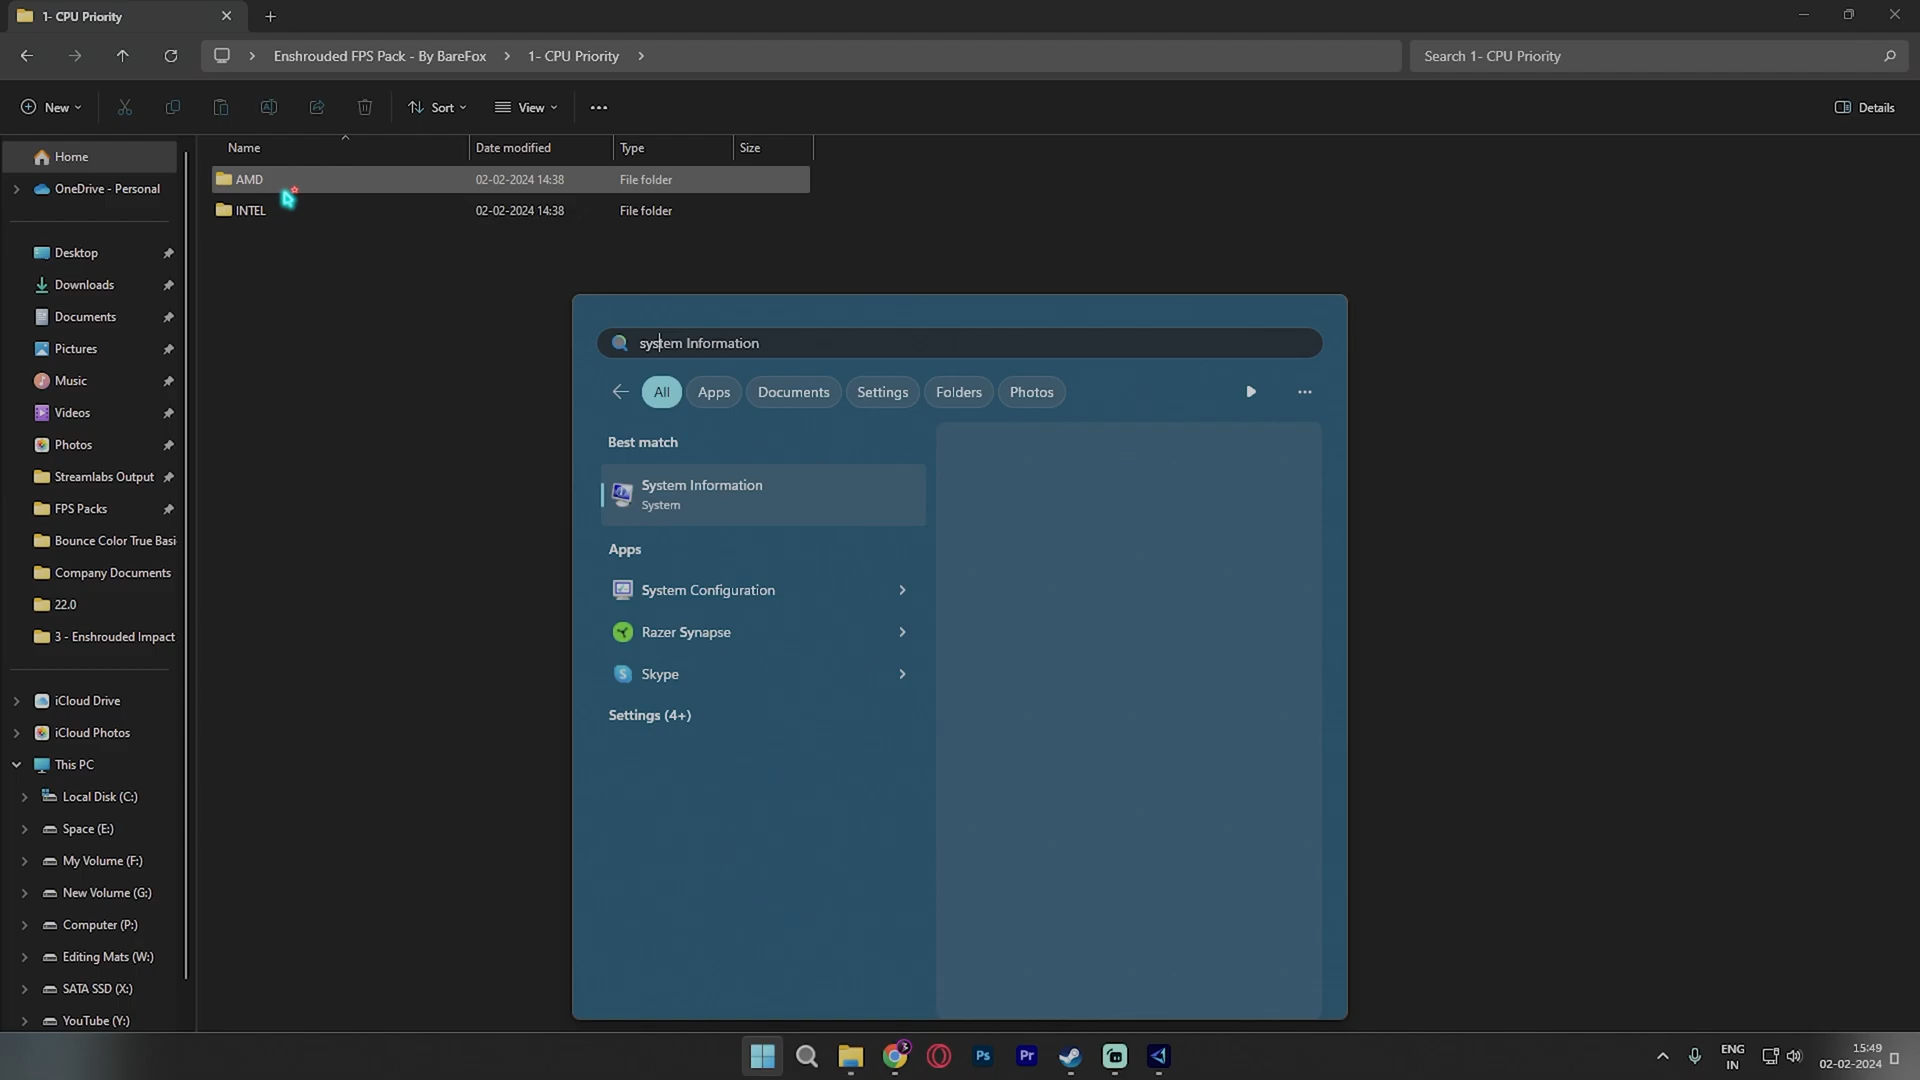 1- CPU Priority
Enshrouded FPS Pack - By BareFox
1- CPU Priority
Search 1- CPU Priority
New
Sort
View
Details
Name
Date modified
Type
Size
AMD
02-02-2024 14:38
File folder
INTEL
02-02-2024 14:38
File folder
Home
OneDrive - Personal
Desktop
Downloads
Documents
Pictures
Music
Videos
Photos
Streamlabs Output
FPS Packs
Bounce Color True Basi
Company Documents
22.0
3 - Enshrouded Impact
iCloud Drive
iCloud Photos
This PC
Local Disk (C:)
Space (E:)
My Volume (F:)
New Volume (G:)
Computer (P:)
Editing Mats (W:)
SATA SSD (X:)
YouTube (Y:)
system Information
All
Apps
Documents
Settings
Folders
Photos
Best match
System Information
System
Apps
System Configuration
Razer Synapse
Skype
Settings (4+)
3
Ps
Pr
ENG
IN
15:49
02-02-2024